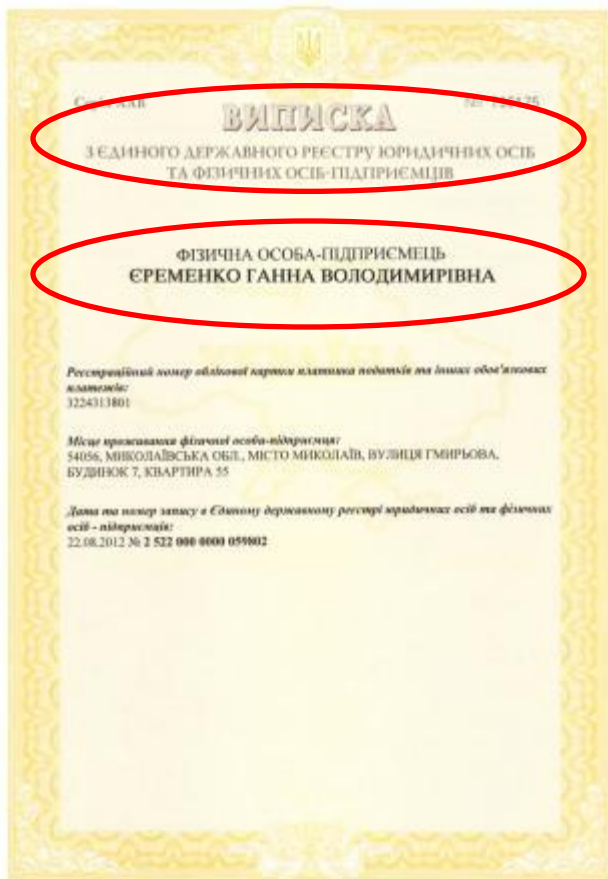 Серія ААВ №
ВИПИСКА
З ЄДИНОГО ДЕРЖАВНОГО РЕЄСТРУ ЮРИДИЧНИХ ОСІБ
ТА ФІЗИЧНИХ ОСІБ-ПІДПРИЄМЦІВ
ФІЗИЧНА ОСОБА-ПІДПРИЄМЕЦЬ
ЄРЕМЕНКО ГАННА ВОЛОДИМИРІВНА
Реєстраційний номер облікової картки платника податків та інших обов'язкових
платежів:
3224313801
Місце проживання фізичної особи-підприємця:
54056, МИКОЛАЇВСЬКА ОБЛ., МІСТО МИКОЛАЇВ, ВУЛИЦЯ ГМИРЬОВА,
БУДИНОК 7, КВАРТИРА 55
Дата та номер запису в Єдиному державному реєстрі юридичних осіб та фізичних
осіб - підприємців:
22.08.2012 № 2 522 000 0000 059802